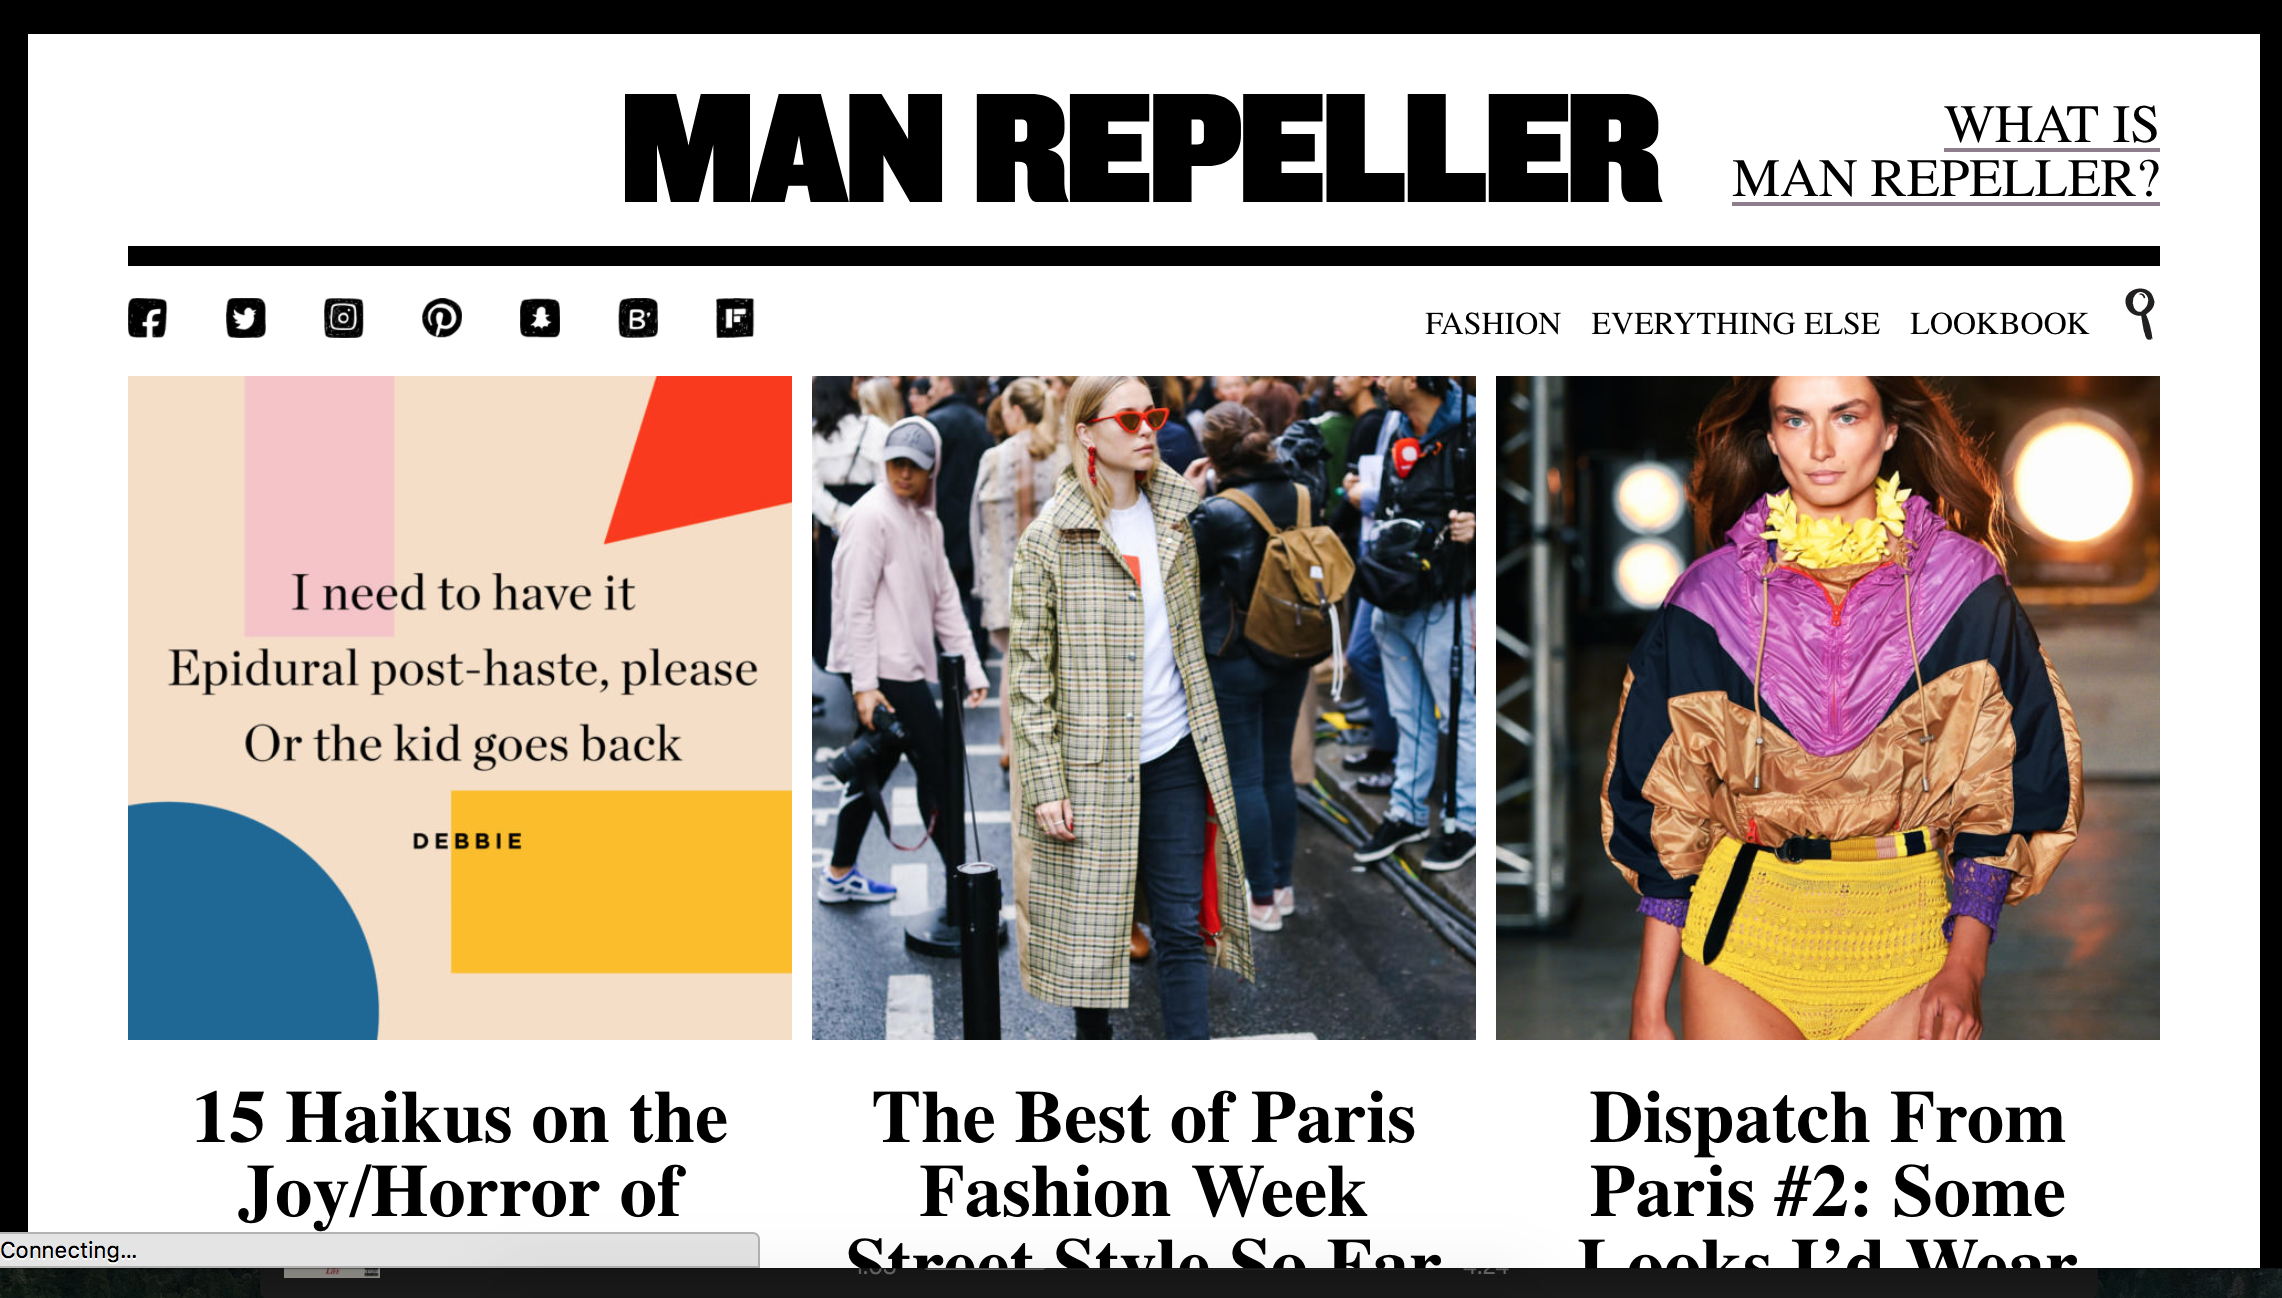 MAN REPELLER
WHAT IS
MAN REPELLER?
FASHION EVERYTHING ELSE LOOKBOOK
I need to have it
Epidural post-haste, please
Or the kid goes back
DEBBIE
15 Haikus on the
Joy/Horror of
The Best of Paris
Fashion Week
Street Style So Far
Dispatch From
Paris #2: Some
Looks I'd Wear
Connecting...
4:24